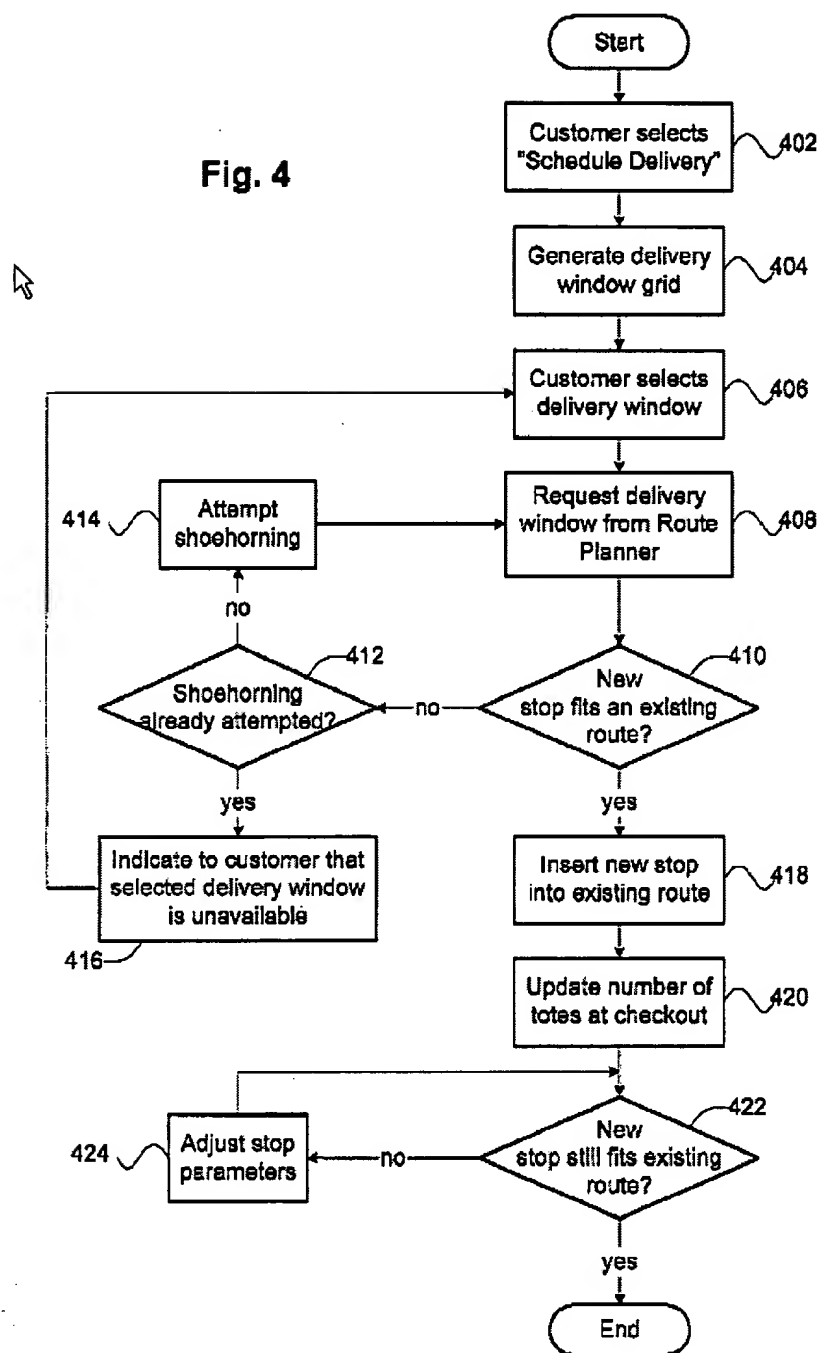 Fig. 4
Start
Customer selects
"Schedule Delivery"
402
Generate delivery
window grid
404
Customer selects
delivery window
406
Request delivery
window from Route
Planner
408
Attempt
shoehorning
414
no
Shoehorning
already attempted?
412
no
New
stop fits an existing
route?
410
yes
yes
Indicate to customer that
selected delivery window
is unavailable
416
Insert new stop
into existing route
418
Update number of
totes at checkout
420
New
stop still fits existing
route?
422
no
Adjust stop
parameters
424
yes
End